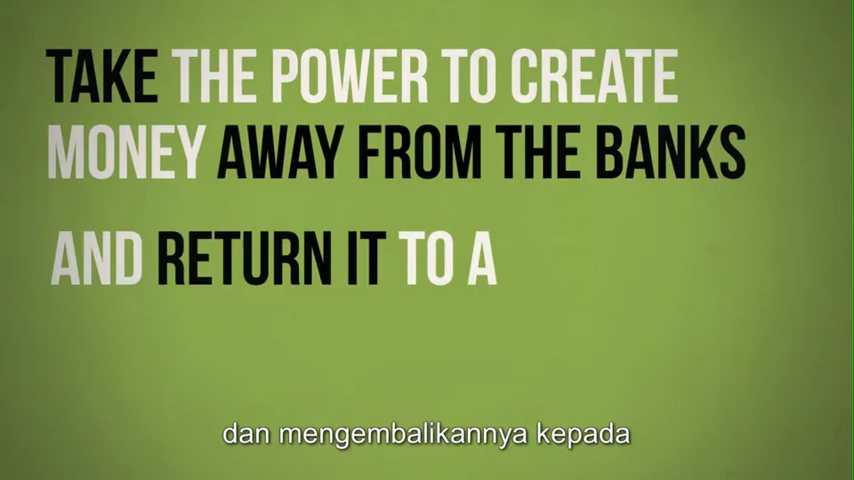 TAKE THE POWER TO CREATE
MONEY AWAY FROM THE BANKS
AND RETURN IT TO A
dan mengembalikannya kepada